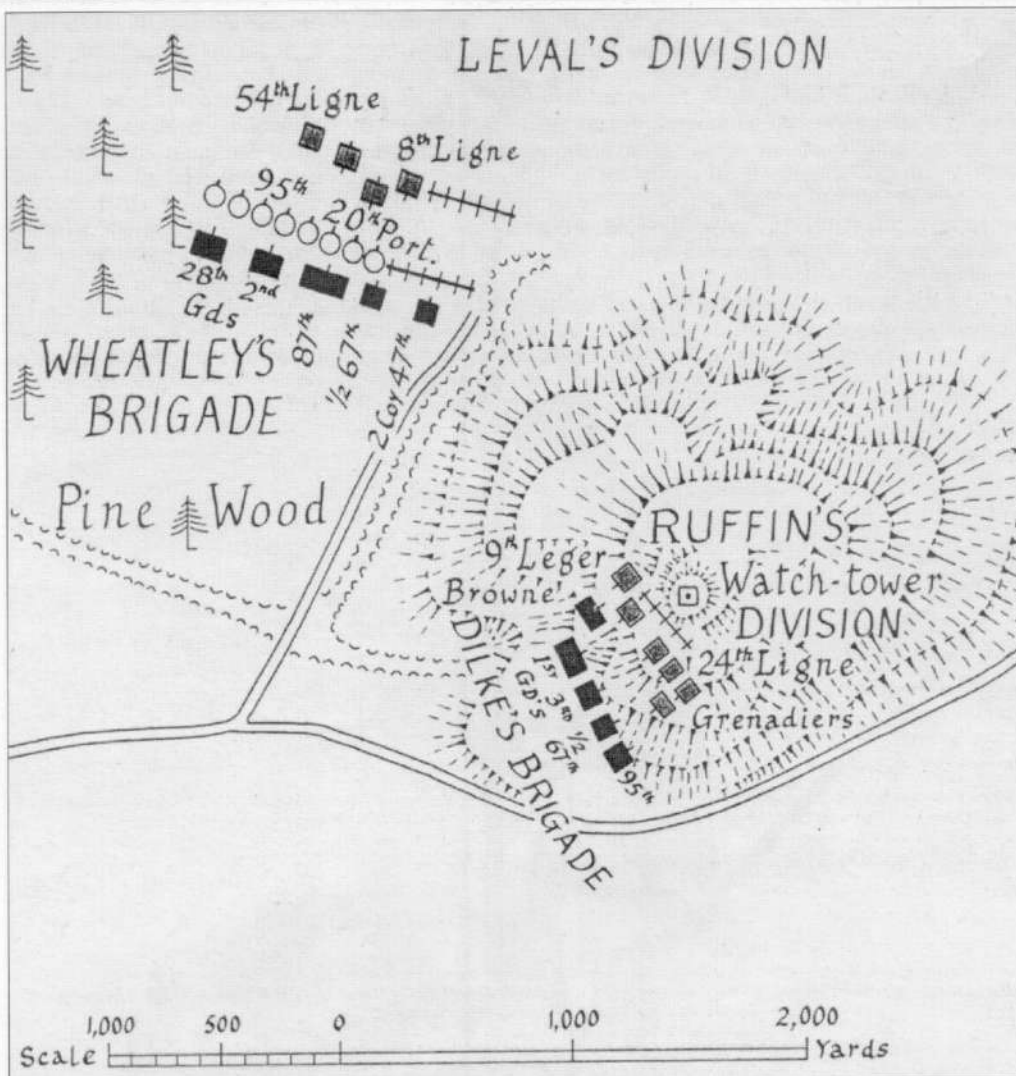 LEVAL'S DIVISION
54th Ligne
8th Ligne
95th
20th Port.
28th
2nd
Gds
87th
½ 67th
2 Coy 47th
WHEATLEY'S
BRIGADE
Pine Wood
RUFFIN'S
9th Leger
Watch-tower
Browne
DIVISION
24th Ligne
Grenadiers
DILKE'S BRIGADE
1st
GD'S
3RD
½
67th
95th
1,000 500 0 1,000 2,000
Scale Yards